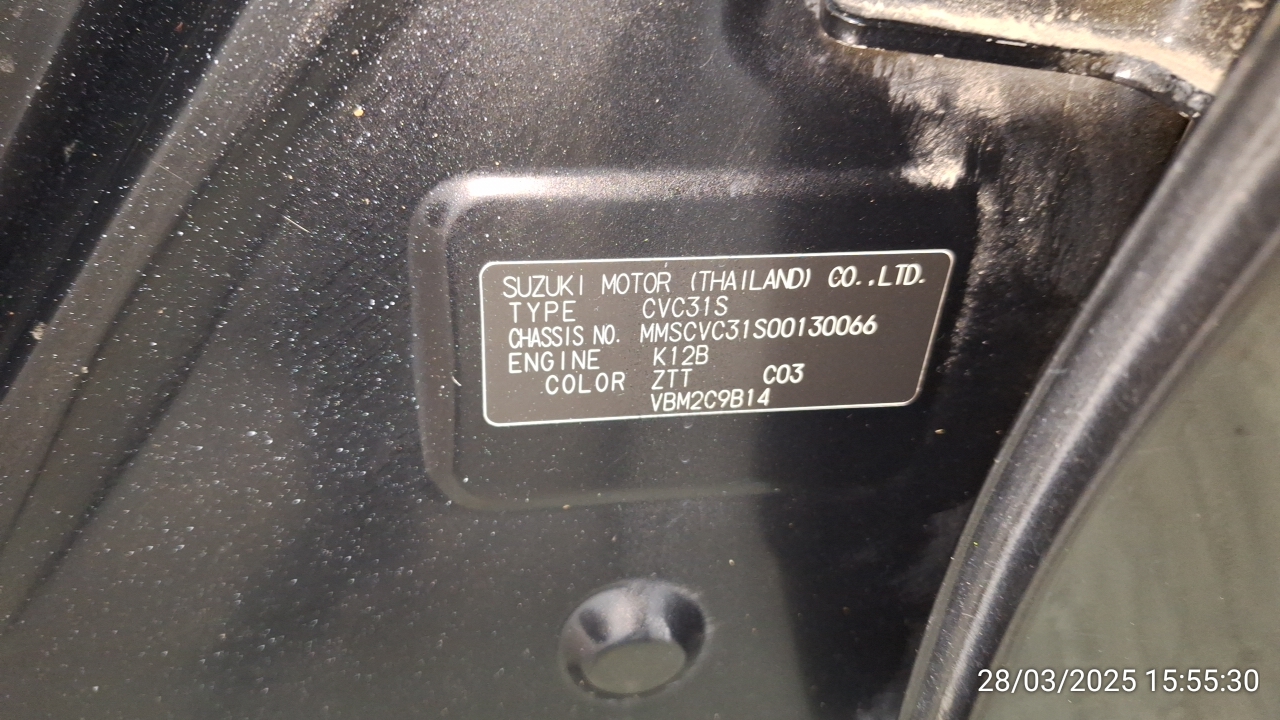 SUZUKI MOTOR (THAILAND) CO.,LTD.
TYPE CVC31S
CHASSIS NO. MMSCVC31S00130066
ENGINE K12B
COLOR ZTT C03
VBM2C9B14
28/03/2025 15:55:30